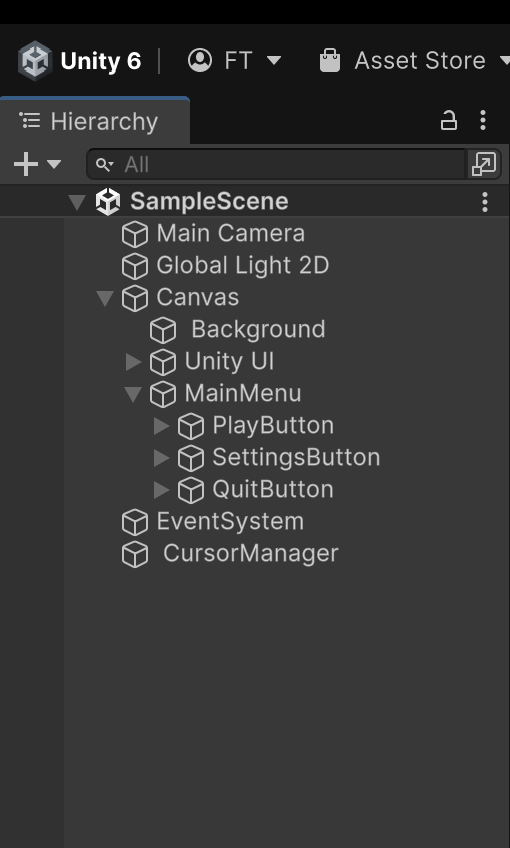 Unity 6 FT Asset Store
Hierarchy
All
SampleScene
Main Camera
Global Light 2D
Canvas
Background
Unity UI
MainMenu
PlayButton
SettingsButton
QuitButton
EventSystem
CursorManager